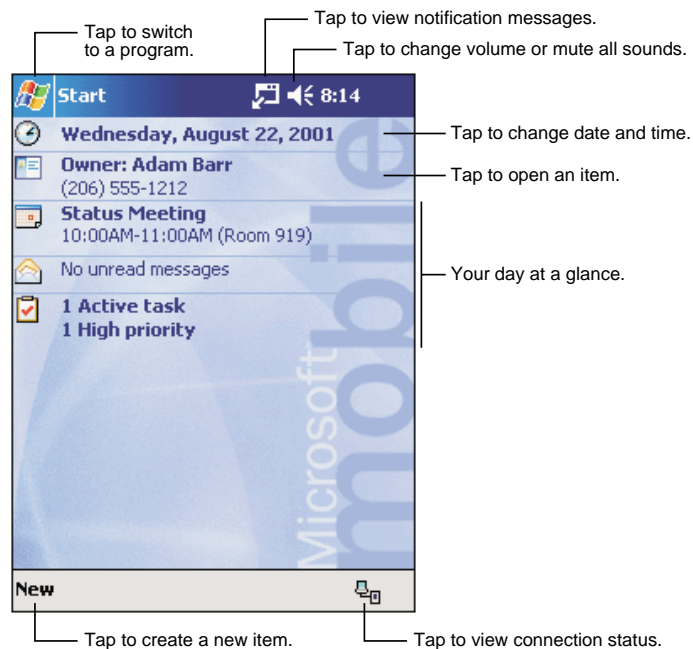 Tap to view notification messages.
Tap to switch
to a program.
Tap to change volume or mute all sounds.
Start
8:14
Wednesday, August 22, 2001
Tap to change date and time.
Owner: Adam Barr
(206) 555-1212
Tap to open an item.
Status Meeting
10:00AM-11:00AM (Room 919)
No unread messages
Your day at a glance.
1 Active task
1 High priority
Microsoft
mobile
New
Tap to create a new item.
Tap to view connection status.